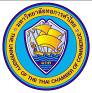 มหาวิทยาลัยหอการค้าไทย
THE UNIVERSITY OF THE THAI CHAMBER OF COMMERCE